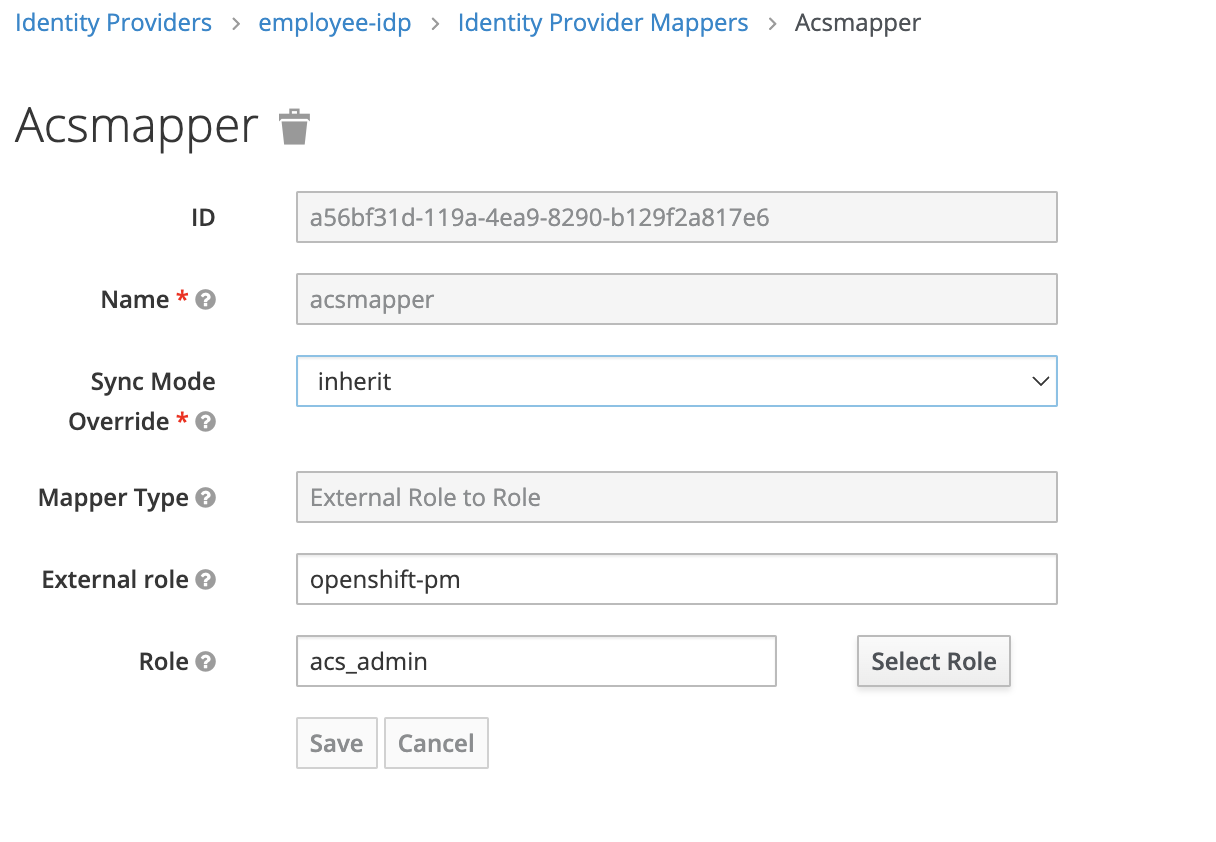 Identity Providers > employee-idp > Identity Provider Mappers > Acsmapper
Acsmapper
ID a56bf31d-119a-4ea9-8290-b129f2a817e6
Name * acsmapper
Sync Mode Override * inherit
Mapper Type External Role to Role
External role openshift-pm
Role acs_admin Select Role
Save Cancel